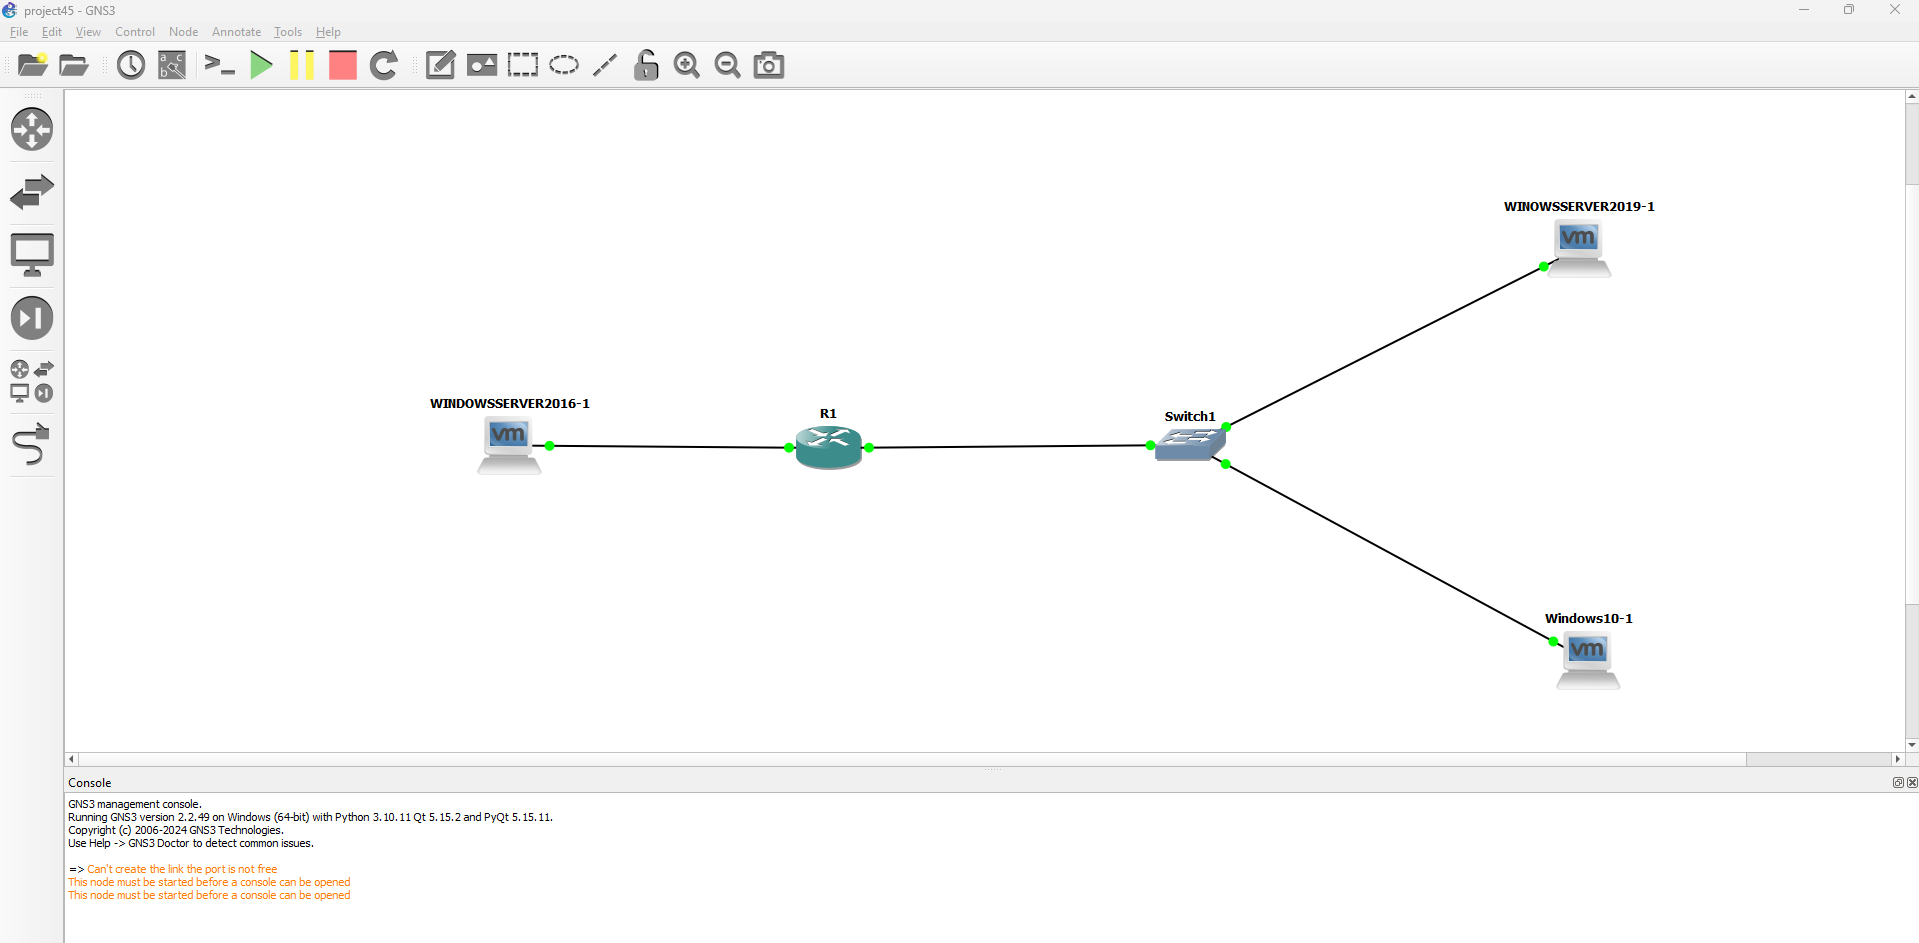 project45 - GNS3
File Edit View Control Node Annotate Tools Help
a c
b
WINOWSSERVER2019-1
vm
WINDOWSSERVER2016-1
vm
R1
Switch1
Windows10-1
vm
Console
GNS3 management console.
Running GNS3 version 2.2.49 on Windows (64-bit) with Python 3.10.11 Qt 5.15.2 and PyQt 5.15.11.
Copyright (c) 2006-2024 GNS3 Technologies.
Use Help -> GNS3 Doctor to detect common issues.
=> Can't create the link the port is not free
This node must be started before a console can be opened
This node must be started before a console can be opened